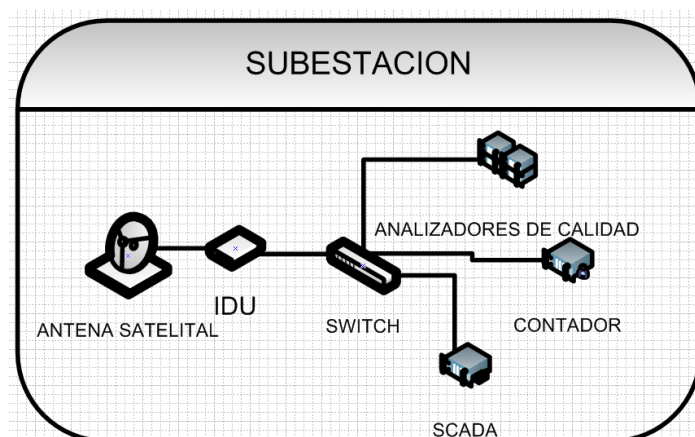 SUBESTACION
ANALIZADORES DE CALIDAD
IDU
ANTENA SATELITAL
SWITCH
CONTADOR
SCADA